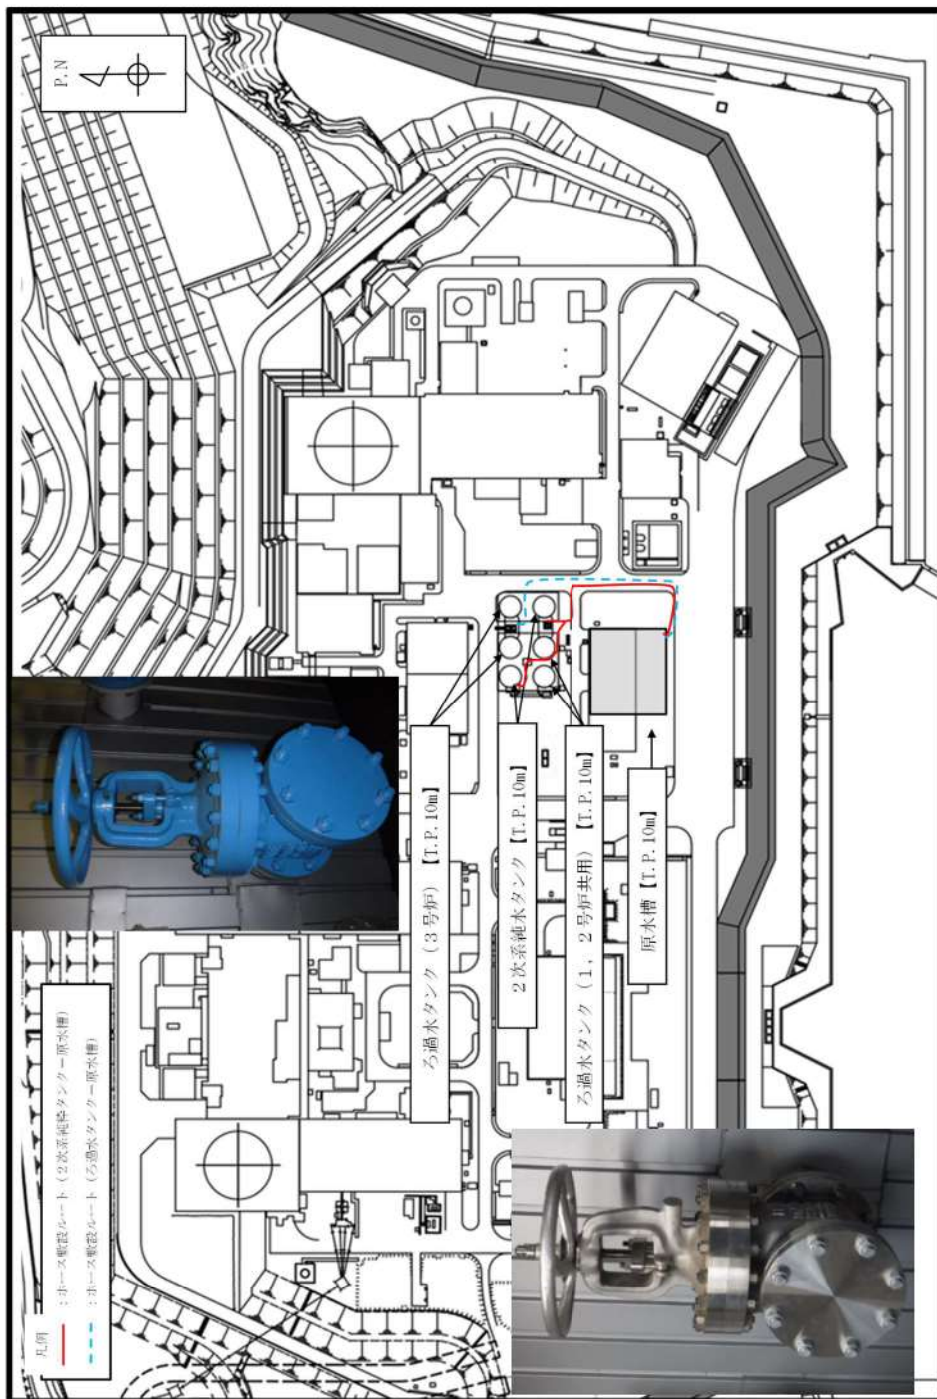 P.N
凡例
：ホース敷設ルート（2次系純粋タンク－原水槽）
：ホース敷設ルート（ろ過水タンク－原水槽）
ろ過水タンク（3号炉）【T.P.10m】
2次系純水タンク【T.P.10m】
ろ過水タンク（1，2号炉共用）【T.P.10m】
原水槽【T.P.10m】